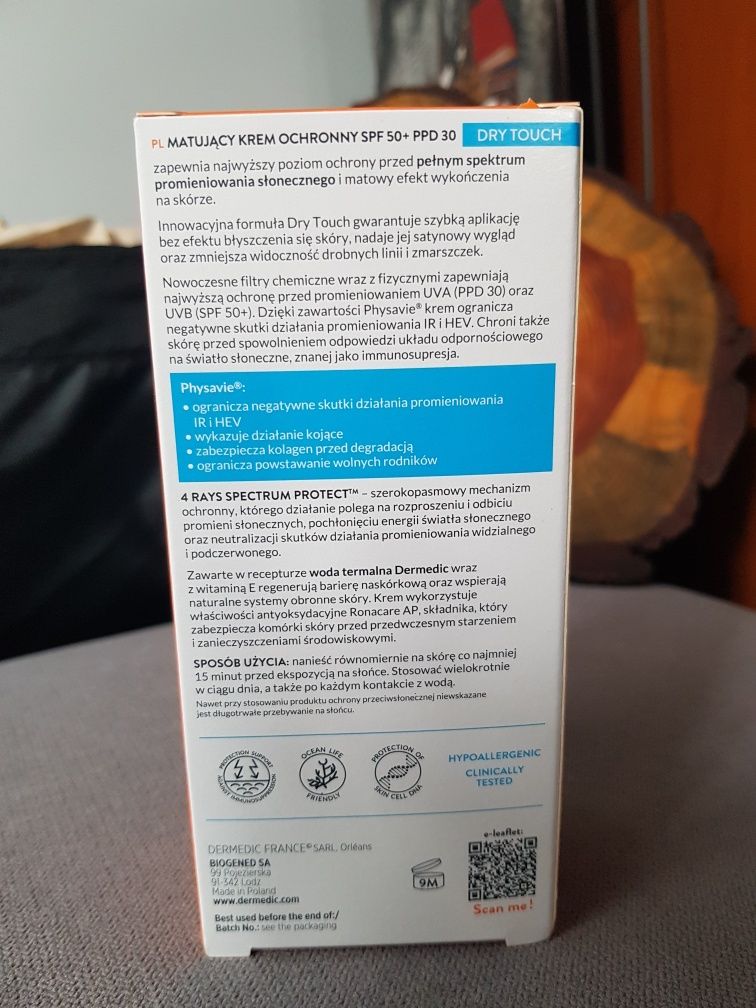 PL MATUJĄCY KREM OCHRONNY SPF 50+ PPD 30 DRY TOUCH
zapewnia najwyższy poziom ochrony przed pełnym spektrum
promieniowania słonecznego i matowy efekt wykończenia
na skórze.
Innowacyjna formuła Dry Touch gwarantuje szybką aplikację
bez efektu błyszczenia się skóry, nadaje jej satynowy wygląd
oraz zmniejsza widoczność drobnych linii i zmarszczek.
Nowoczesne filtry chemiczne wraz z fizycznymi zapewniają
najwyższą ochronę przed promieniowaniem UVA (PPD 30) oraz
UVB (SPF 50+). Dzięki zawartości Physavie® krem ogranicza
negatywne skutki działania promieniowania IR i HEV. Chroni także
skórę przed spowolnieniem odpowiedzi układu odpornościowego
na światło słoneczne, znanej jako immunosupresja.
Physavie®:
• ogranicza negatywne skutki działania promieniowania
IR i HEV
• wykazuje działanie kojące
• zabezpiecza kolagen przed degradacją
• ogranicza powstawanie wolnych rodników
4 RAYS SPECTRUM PROTECT™ – szerokopasmowy mechanizm
ochronny, którego działanie polega na rozproszeniu i odbiciu
promieni słonecznych, pochłonięciu energii światła słonecznego
oraz neutralizacji skutków działania promieniowania widzialnego
i podczerwonego.
Zawarte w recepturze woda termalna Dermedic wraz
z witaminą E regenerują barierę naskórkową oraz wspierają
naturalne systemy obronne skóry. Krem wykorzystuje
właściwości antyoksydacyjne Ronacare AP, składnika, który
zabezpiecza komórki skóry przed przedwczesnym starzeniem
i zanieczyszczeniami środowiskowymi.
SPOSÓB UŻYCIA: nanieść równomiernie na skórę co najmniej
15 minut przed ekspozycją na słońce. Stosować wielokrotnie
w ciągu dnia, a także po każdym kontakcie z wodą.
Nawet przy stosowaniu produktu ochrony przeciwsłonecznej niewskazane
jest długotrwałe przebywanie na słońcu.
PROTECTION SUPPORT
AGAINST IMMUNOSUPPRESSION
OCEAN LIFE
FRIENDLY
PROTECTION OF
SKIN CELL DNA
HYPOALLERGENIC
CLINICALLY
TESTED
DERMEDIC FRANCE® SARL, Orléans
BIOGENED SA
99 Pojezierska
91-342 Lodz
Made in Poland
www.dermedic.com
Best used before the end of:/
Batch No.: see the packaging
9M
e-leaflet:
Scan me!